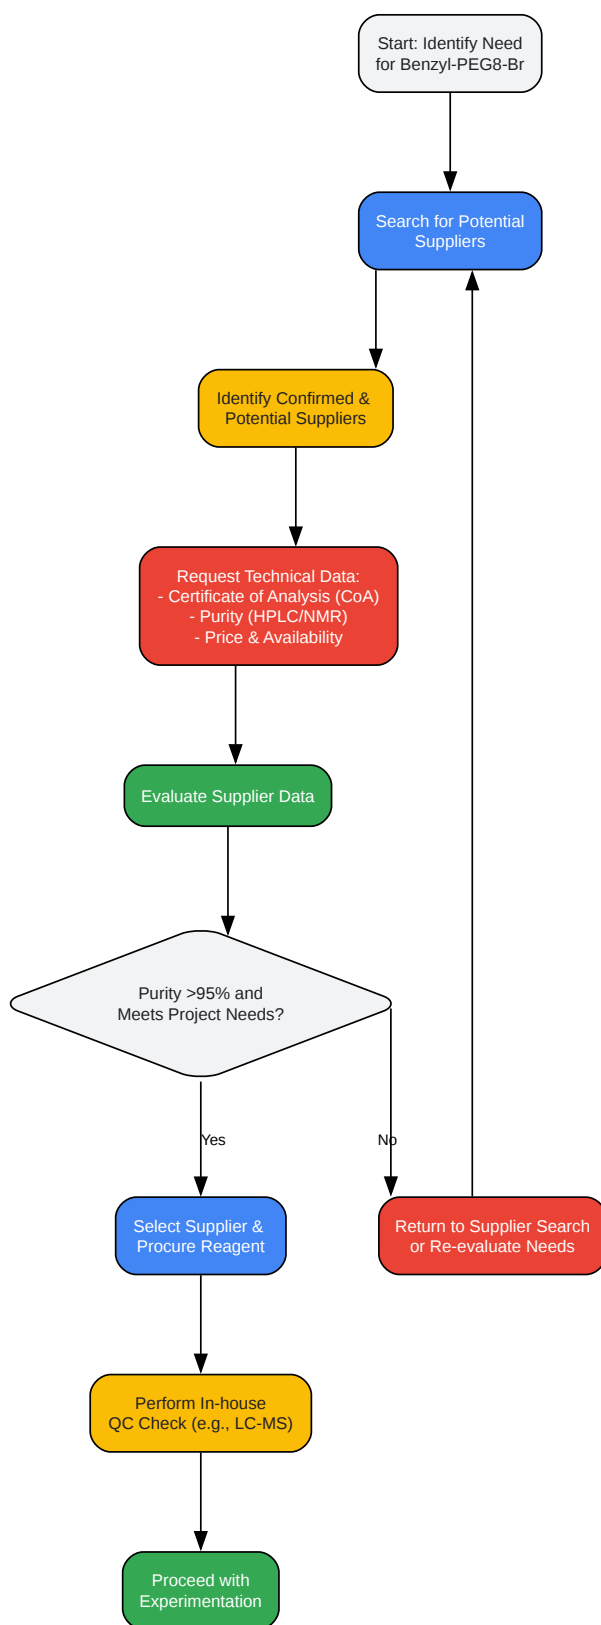 Start: Identify Need
for Benzyl-PEG8-Br
Search for Potential
Suppliers
Identify Confirmed &
Potential Suppliers
Request Technical Data:
- Certificate of Analysis (CoA)
- Purity (HPLC/NMR)
- Price & Availability
Evaluate Supplier Data
Purity >95% and
Meets Project Needs?
Yes
No
Select Supplier &
Procure Reagent
Return to Supplier Search
or Re-evaluate Needs
Perform In-house
QC Check (e.g., LC-MS)
Proceed with
Experimentation